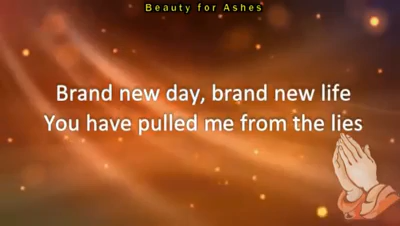 Beauty for Ashes
Brand new day, brand new life
You have pulled me from the lies